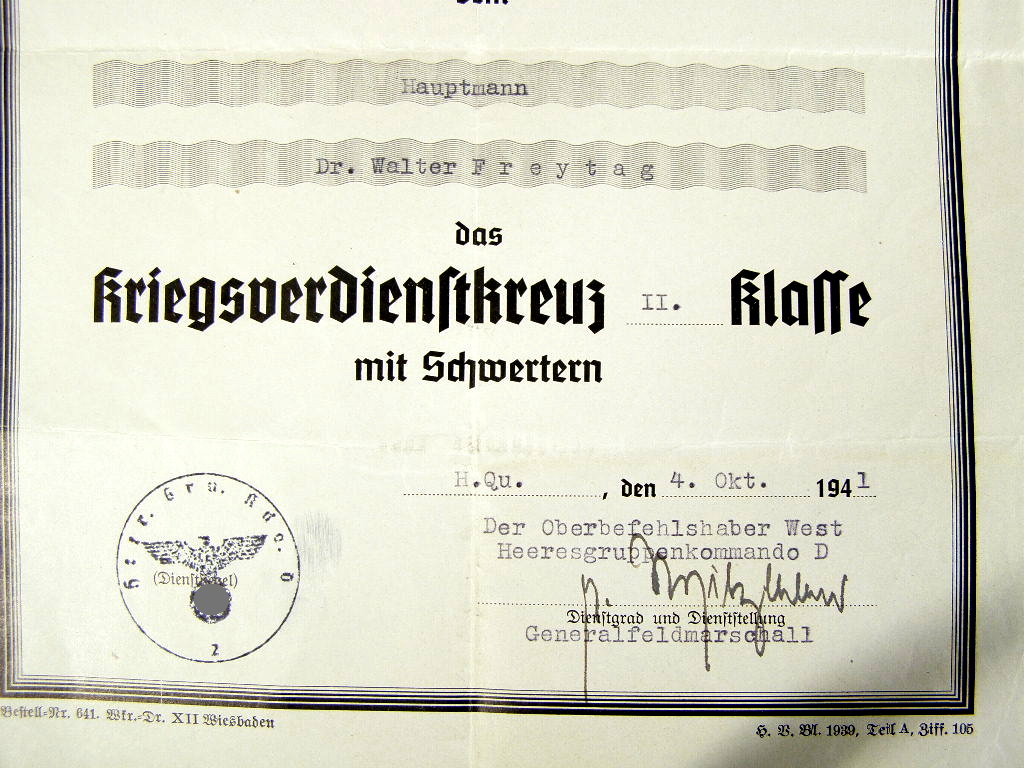 dem
Hauptmann
Dr. Walter F r e y t a g
das
Kriegsverdienstkreuz II. Klasse
mit Schwertern
H.Qu. , den 4. Okt. 1941
Der Oberbefehlshaber West
Heeresgruppenkommando D
Dienstgrad und Dienststellung
Generalfeldmarschall
H e e r. G r u. K d o. D
(Dienstsiegel)
2
Bestell-Nr. 641. Wkr.-Dr. XII Wiesbaden
H. V. Bl. 1939, Teil A, Ziff. 105